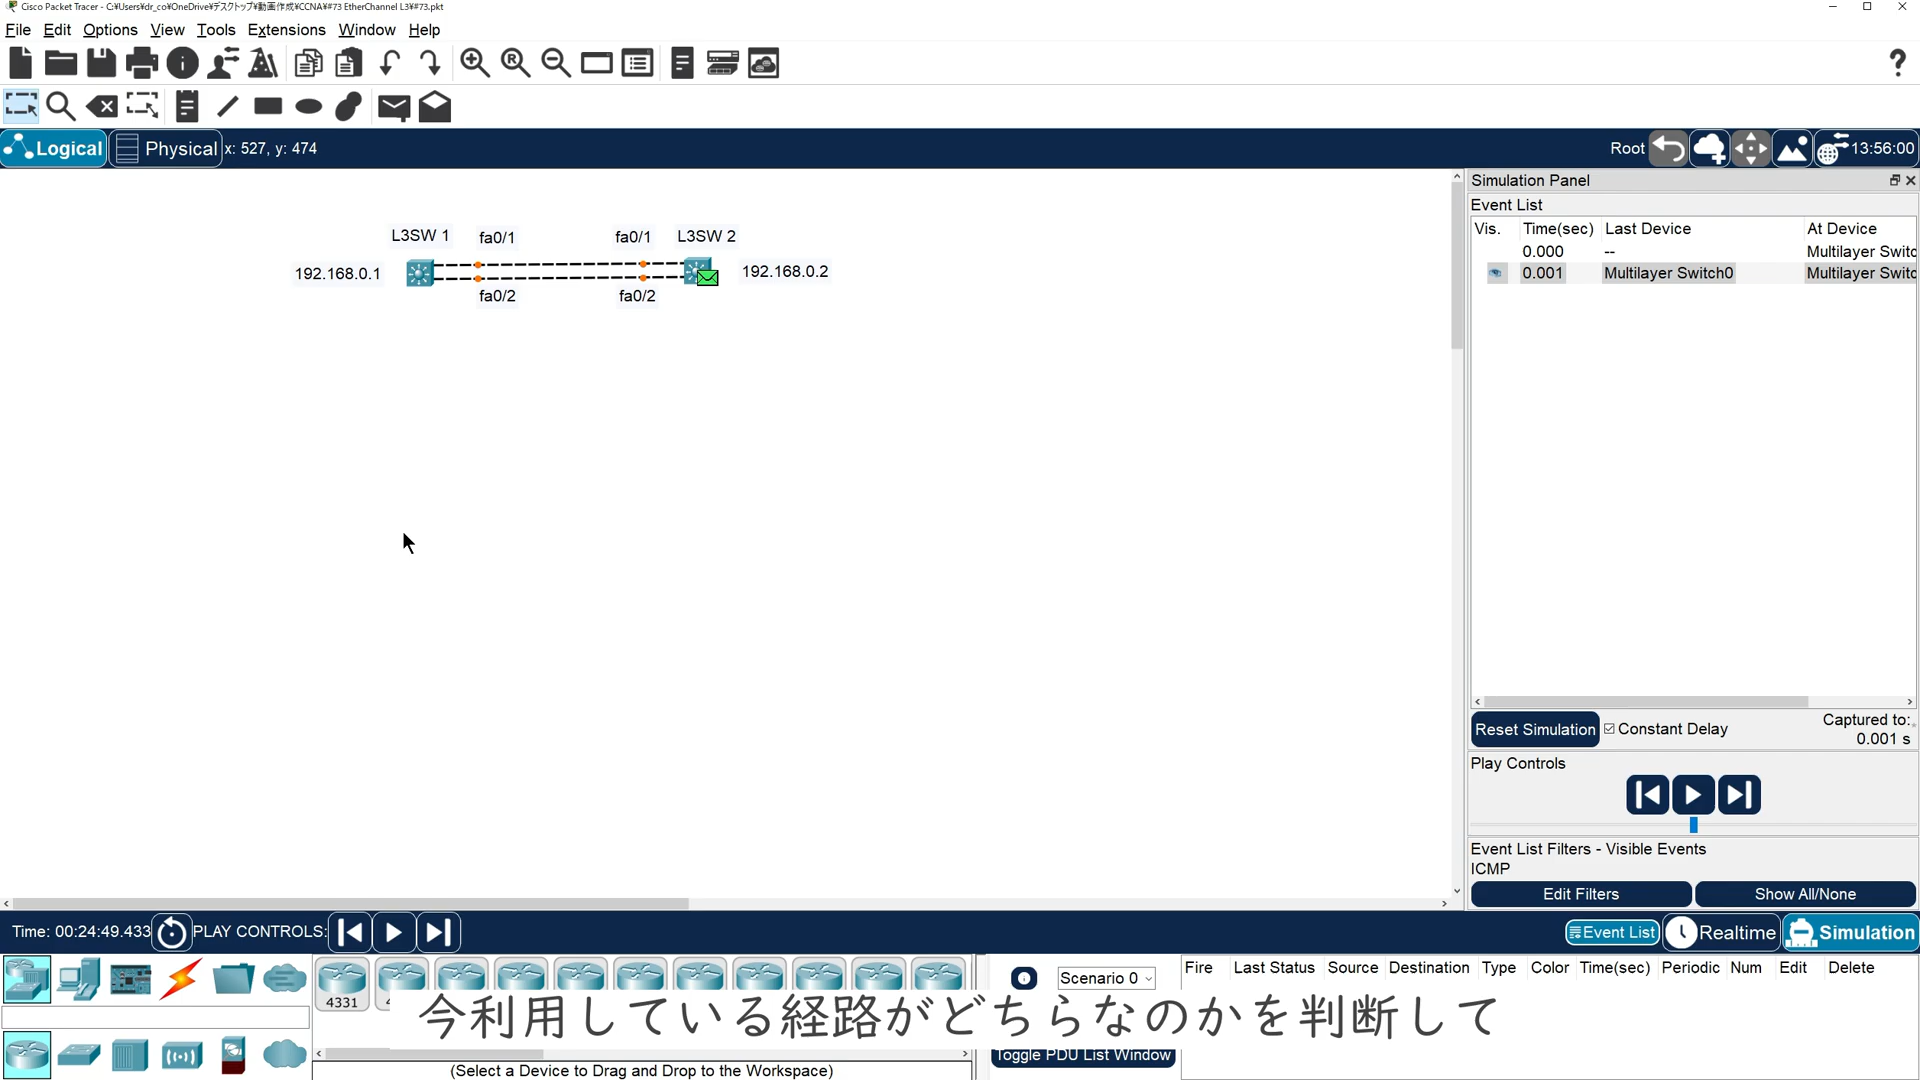 Cisco Packet Tracer - C:¥Users¥dr_co¥OneDrive¥デスクトップ¥動画作成¥CCNA¥#73 EtherChannel L3¥#73.pkt
File Edit Options View Tools Extensions Window Help
Logical Physical x: 527, y: 474 Root 13:56:00
Simulation Panel
Event List
Vis. Time(sec) Last Device At Device
0.000 -- Multilayer Switc
0.001 Multilayer Switch0 Multilayer Switc
L3SW 1 fa0/1 fa0/1 L3SW 2
192.168.0.1 192.168.0.2
fa0/2 fa0/2
Reset Simulation Constant Delay Captured to:
0.001 s
Play Controls
Event List Filters - Visible Events
ICMP
Edit Filters Show All/None
Time: 00:24:49.433 PLAY CONTROLS: Event List Realtime Simulation
4331
Scenario 0
Fire Last Status Source Destination Type Color Time(sec) Periodic Num Edit Delete
今利用している経路がどちらなのかを判断して
Toggle PDU List Window
(Select a Device to Drag and Drop to the Workspace)